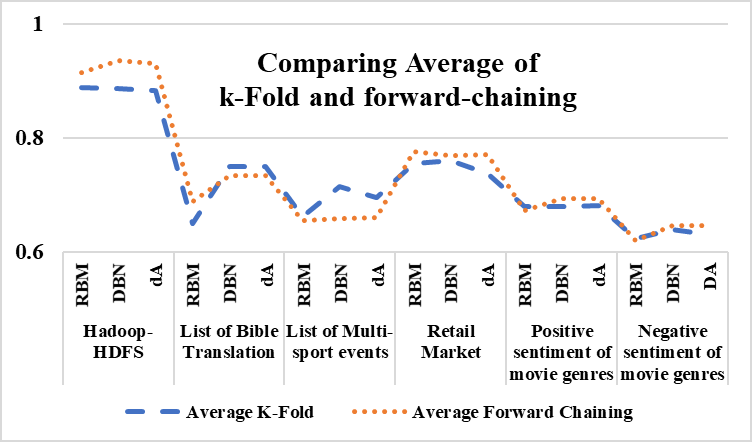 1
Comparing Average of
k-Fold and forward-chaining
0.8
0.6
RBM
DBN
dA
RBM
DBN
dA
RBM
DBN
dA
RBM
DBN
dA
RBM
DBN
dA
RBM
DBN
DA
Hadoop-
HDFS
List of Bible
Translation
List of Multi-
sport events
Retail
Market
Positive
sentiment of
movie genres
Negative
sentiment of
movie genres
Average K-Fold
Average Forward Chaining